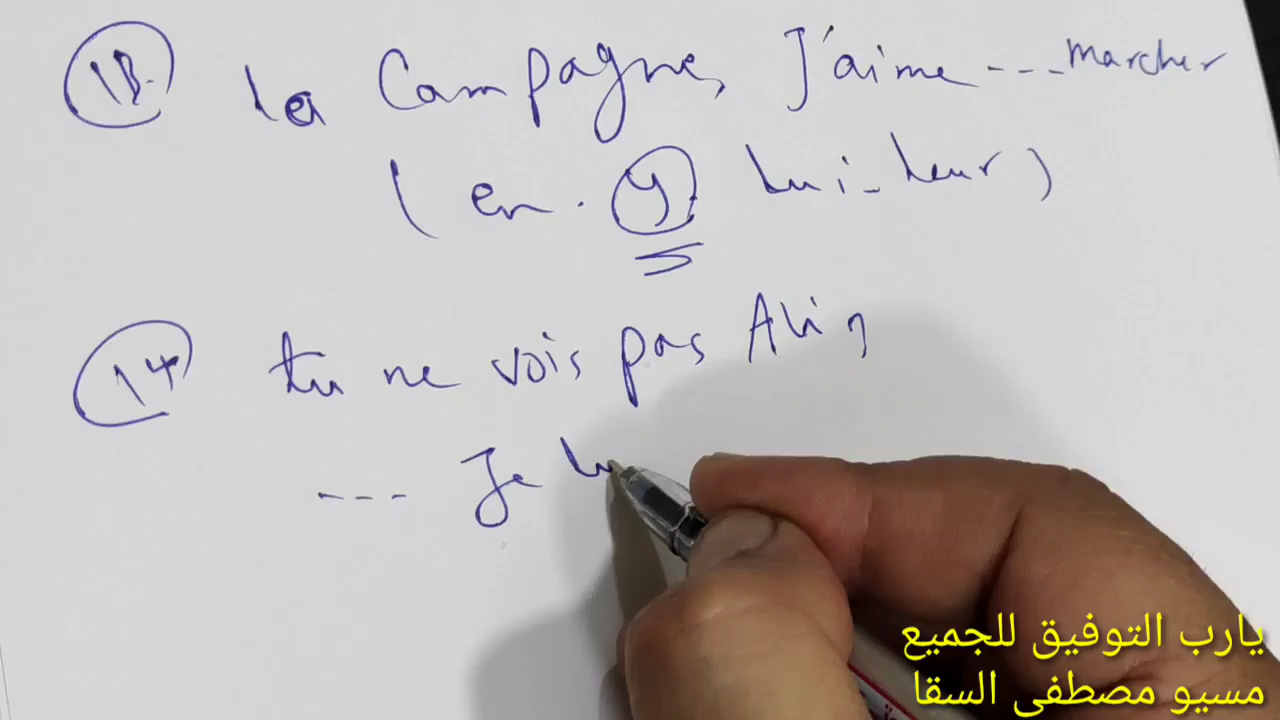 13. La Campagne, J'aime --- marcher
(en. y lui - leur)
14 tu ne vois pas Ali,
--- Je
يارب التوفيق للجميع
مسيو مصطفى السقا